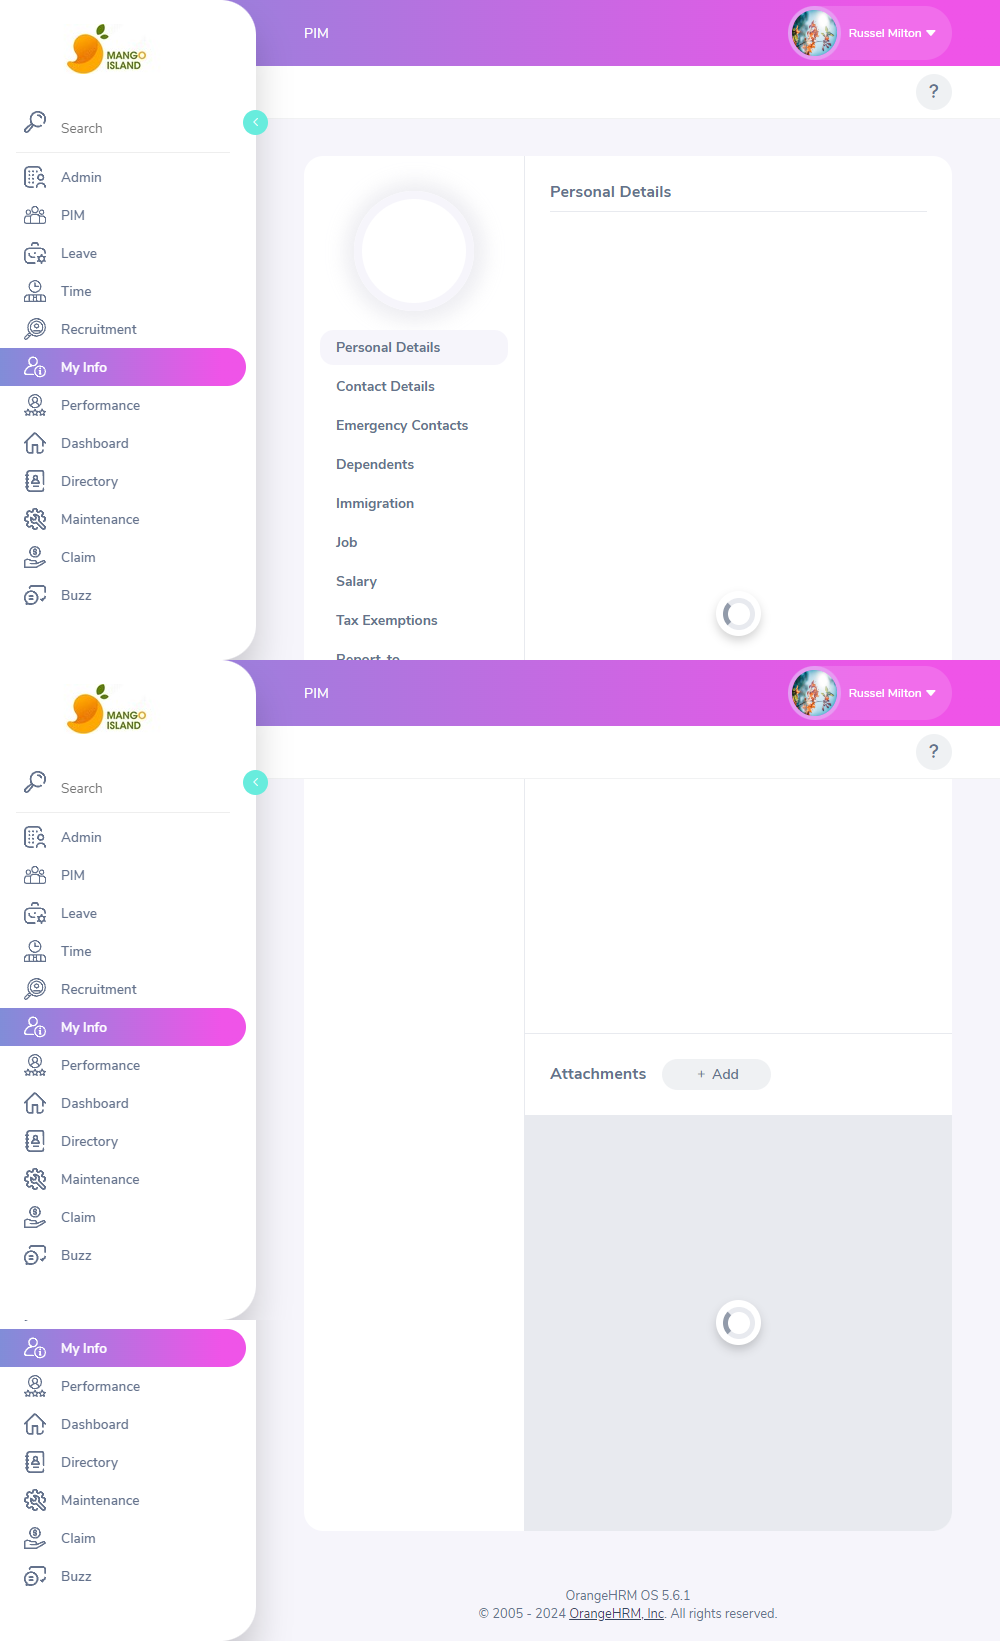 MANGO
ISLAND
PIM
Russel Milton
?
Search
Admin
PIM
Leave
Time
Recruitment
My Info
Performance
Dashboard
Directory
Maintenance
Claim
Buzz
Personal Details
Contact Details
Emergency Contacts
Dependents
Immigration
Job
Salary
Tax Exemptions
Report-to
Personal Details
MANGO
ISLAND
PIM
Russel Milton
?
Search
Admin
PIM
Leave
Time
Recruitment
My Info
Performance
Dashboard
Directory
Maintenance
Claim
Buzz
Attachments
+ Add
My Info
Performance
Dashboard
Directory
Maintenance
Claim
Buzz
OrangeHRM OS 5.6.1
© 2005 - 2024 OrangeHRM, Inc. All rights reserved.